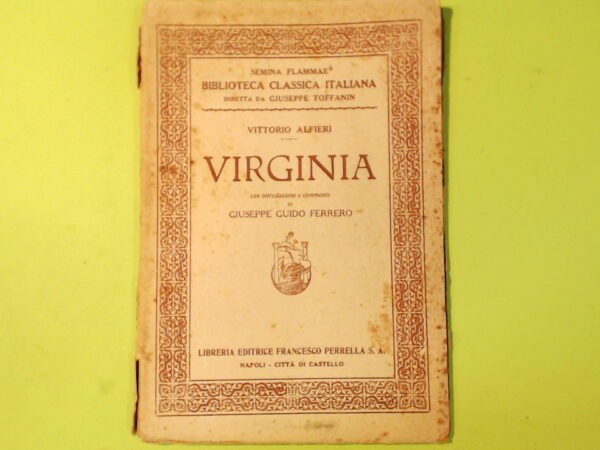 SEMINA FLAMMAE
BIBLIOTECA CLASSICA ITALIANA
DIRETTA DA GIUSEPPE TOFFANIN
VITTORIO ALFIERI
VIRGINIA
con introduzione e commento
DI
GIUSEPPE GUIDO FERRERO
LIBRERIA EDITRICE FRANCESCO PERRELLA S. A.
NAPOLI - CITTÀ DI CASTELLO